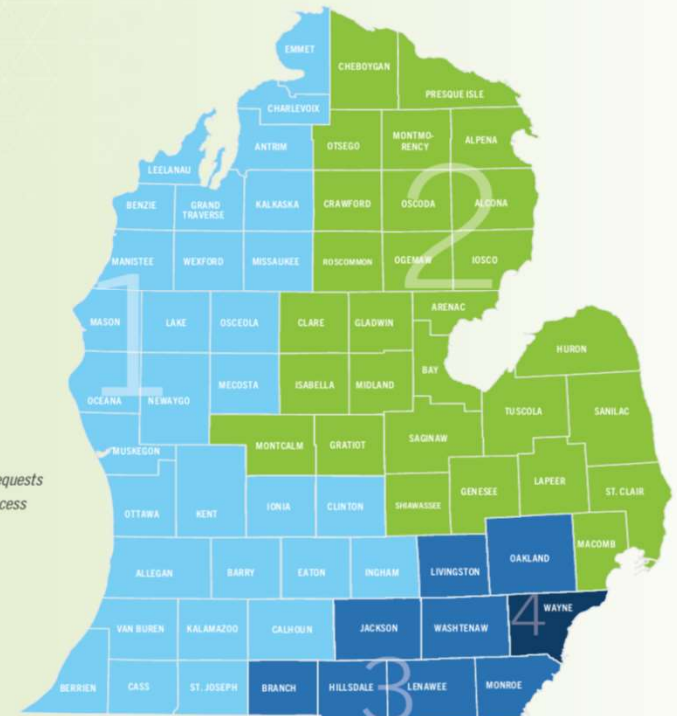 EMMET
CHEBOYGAN
PRESQUE ISLE
CHARLEVOIX
ANTRIM
OTSEGO
MONTMO-
RENCY
ALPENA
LEELANAU
BENZIE
GRAND
TRAVERSE
KALKASKA
CRAWFORD
OSCODA
ALCONA
2
MANISTEE
WEXFORD
MISSAUKEE
ROSCOMMON
OGEMAW
IOSCO
1
MASON
LAKE
OSCEOLA
CLARE
GLADWIN
ARENAC
HURON
OCEANA
NEWAYGO
MECOSTA
ISABELLA
MIDLAND
BAY
TUSCOLA
SANILAC
MUSKEGON
MONTCALM
GRATIOT
SAGINAW
equests
cess
OTTAWA
KENT
IONIA
CLINTON
SHIAWASSEE
GENESEE
LAPEER
ST. CLAIR
MACOMB
ALLEGAN
BARRY
EATON
INGHAM
LIVINGSTON
OAKLAND
VAN BUREN
KALAMAZOO
CALHOUN
JACKSON
WASHTENAW
4
WAYNE
BERRIEN
CASS
ST. JOSEPH
BRANCH
HILLSDALE
3
LENAWEE
MONROE